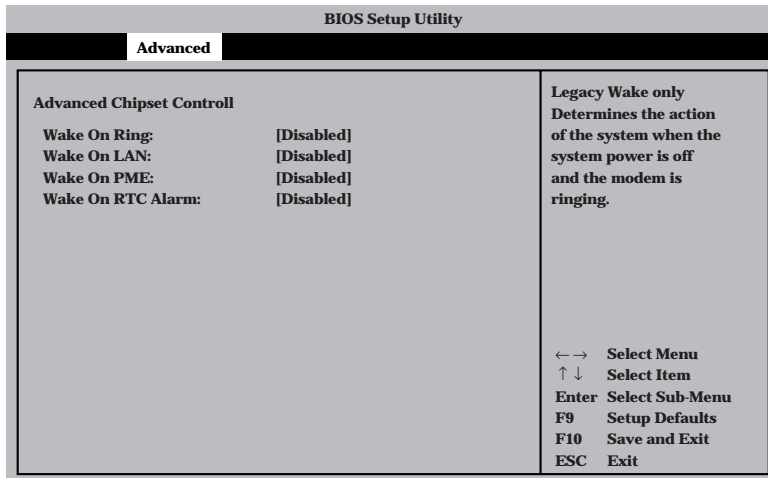 BIOS Setup Utility
Advanced
Advanced Chipset Controll
Wake On Ring: [Disabled]
Wake On LAN: [Disabled]
Wake On PME: [Disabled]
Wake On RTC Alarm: [Disabled]
Legacy Wake only
Determines the action
of the system when the
system power is off
and the modem is
ringing.
←→ Select Menu
↑↓ Select Item
Enter Select Sub-Menu
F9 Setup Defaults
F10 Save and Exit
ESC Exit